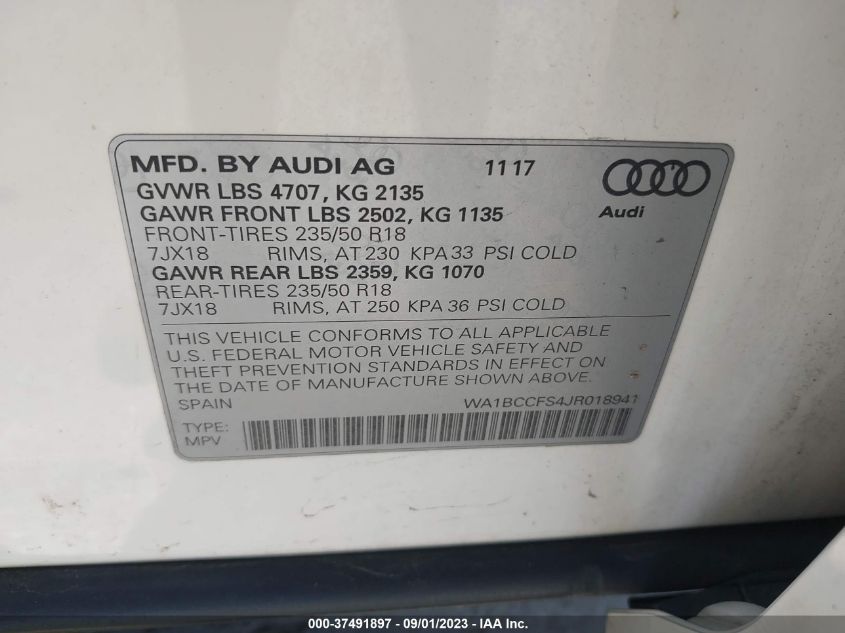 MFD. BY AUDI AG 11 17
GVWR LBS 4707, KG 2135
GAWR FRONT LBS 2502, KG 1135
Audi
FRONT-TIRES 235/50 R18
7JX18 RIMS, AT 230 KPA 33 PSI COLD
GAWR REAR LBS 2359, KG 1070
REAR-TIRES 235/50 R18
7JX18 RIMS, AT 250 KPA 36 PSI COLD
THIS VEHICLE CONFORMS TO ALL APPLICABLE
U.S. FEDERAL MOTOR VEHICLE SAFETY AND
THEFT PREVENTION STANDARDS IN EFFECT ON
THE DATE OF MANUFACTURE SHOWN ABOVE.
SPAIN WA1BCCFS4JR018941
TYPE:
MPV
000-37491897 - 09/01/2023 - IAA Inc.